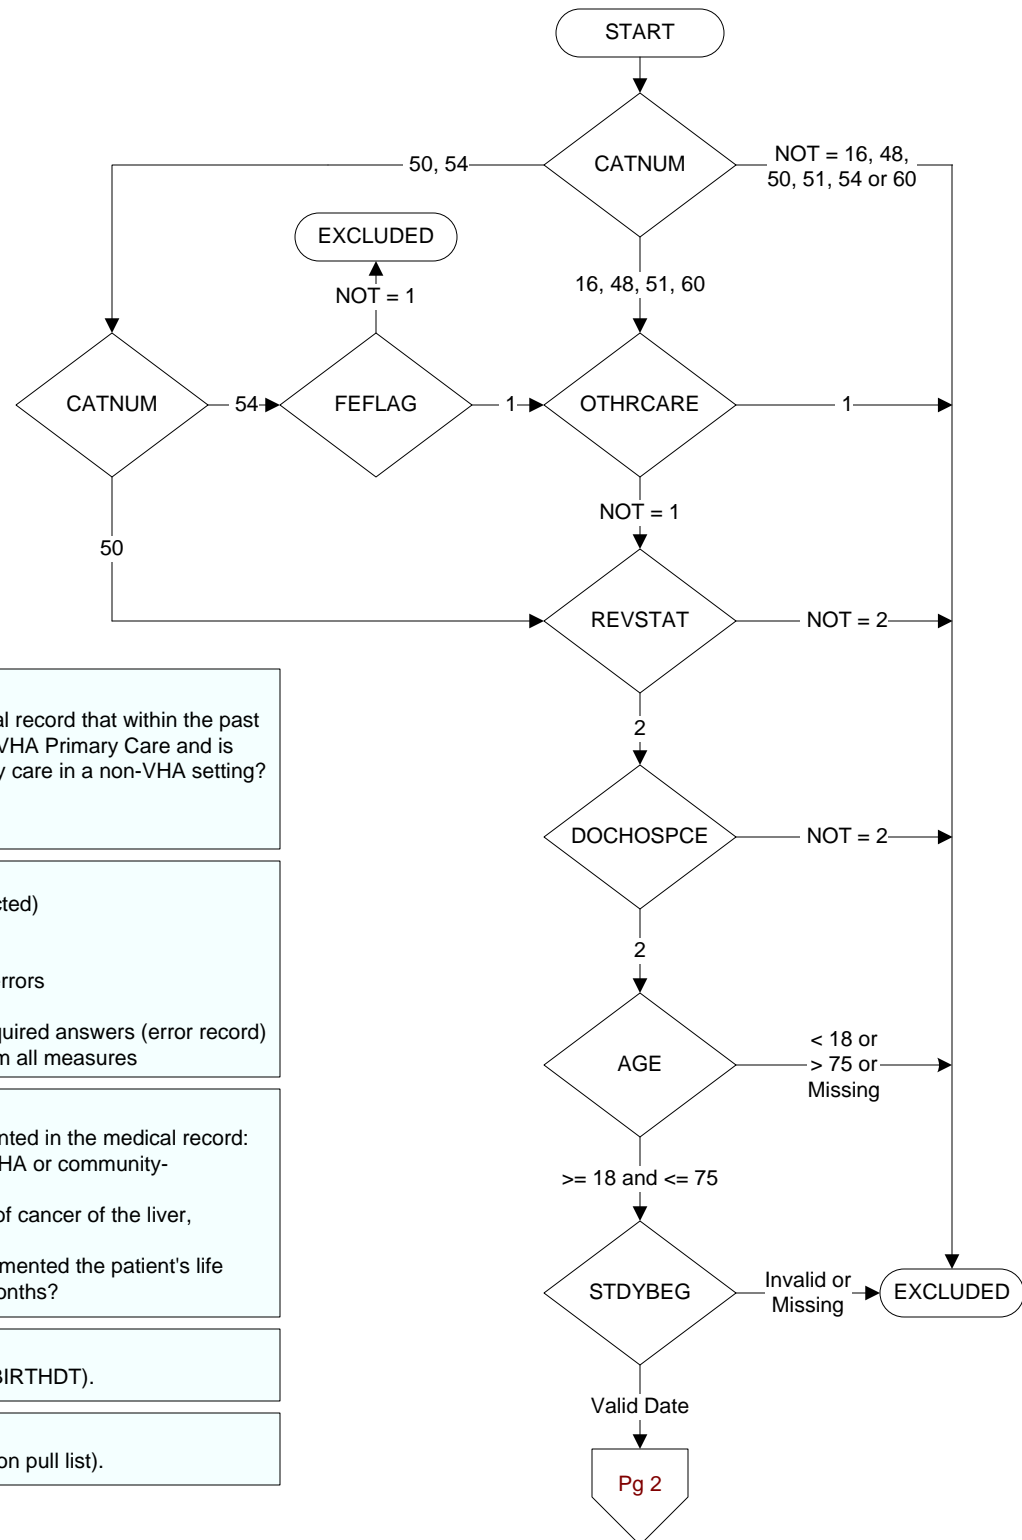 START
CATNUM
50, 54
NOT = 16, 48,
50, 51, 54 or 60
EXCLUDED
NOT = 1
16, 48, 51, 60
CATNUM
54
FEFLAG
1
OTHRCARE
1
NOT = 1
50
REVSTAT
NOT = 2
2
DOCHOSPCE
NOT = 2
2
AGE
< 18 or
> 75 or
Missing
>= 18 and <= 75
STDYBEG
Invalid or
Missing
EXCLUDED
Valid Date
Pg 2
al record that within the past
VHA Primary Care and is
y care in a non-VHA setting?
cted)
errors
quired answers (error record)
m all measures
nted in the medical record:
HA or community-
of cancer of the liver,
mented the patient's life
onths?
BIRTHDT).
on pull list).